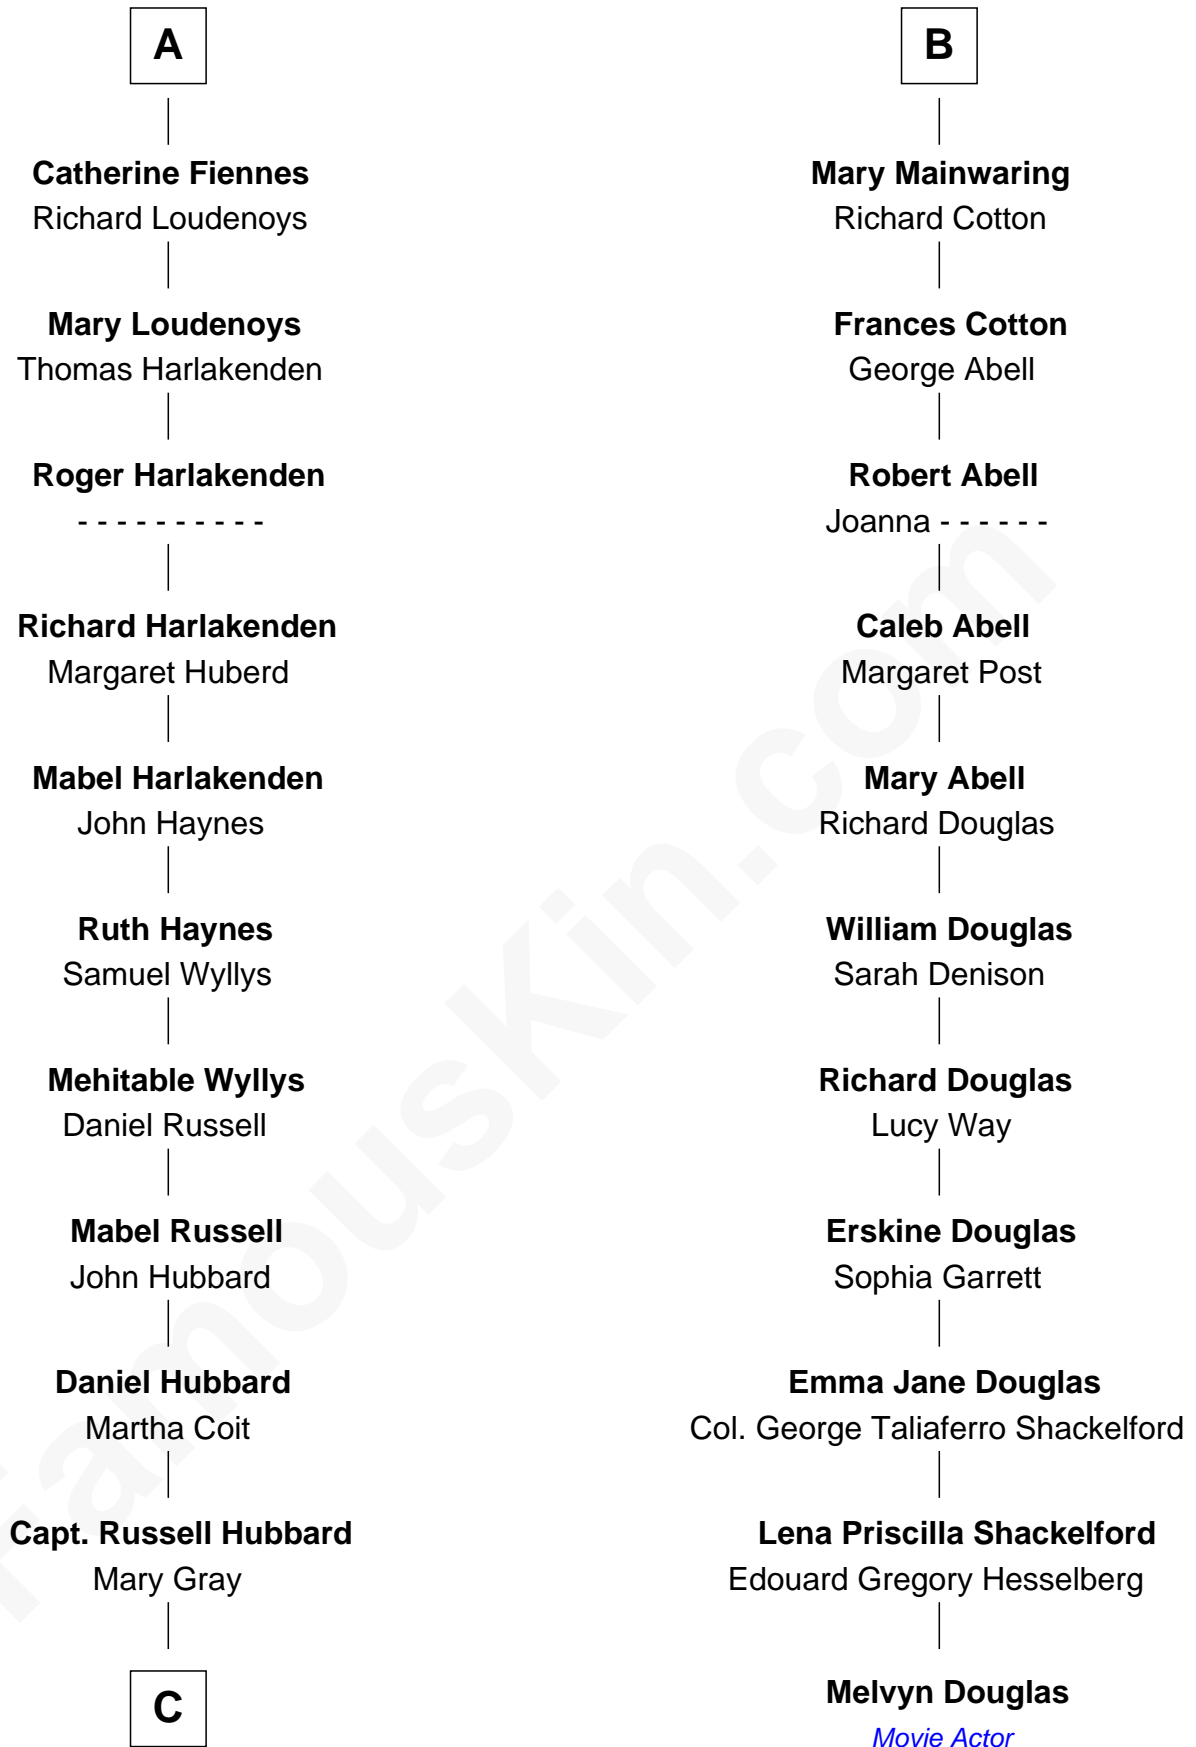 A
Catherine Fiennes
Richard Loudenoys
Mary Loudenoys
Thomas Harlakenden
Roger Harlakenden
- - - - - - - - - -
Richard Harlakenden
Margaret Huberd
Mabel Harlakenden
John Haynes
Ruth Haynes
Samuel Wyllys
Mehitable Wyllys
Daniel Russell
Mabel Russell
John Hubbard
Daniel Hubbard
Martha Coit
Capt. Russell Hubbard
Mary Gray
C
B
Mary Mainwaring
Richard Cotton
Frances Cotton
George Abell
Robert Abell
Joanna - - - - - -
Caleb Abell
Margaret Post
Mary Abell
Richard Douglas
William Douglas
Sarah Denison
Richard Douglas
Lucy Way
Erskine Douglas
Sophia Garrett
Emma Jane Douglas
Col. George Taliaferro Shackelford
Lena Priscilla Shackelford
Edouard Gregory Hesselberg
Melvyn Douglas
Movie Actor
FamousKin.com